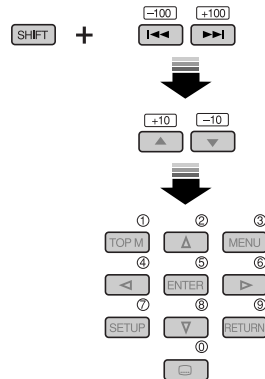 -100 +100
SHIFT +
+10 -10
① ② ③
TOP M MENU
④ ⑤ ⑥
ENTER
⑦ ⑧ ⑨
SETUP RETURN
⓪